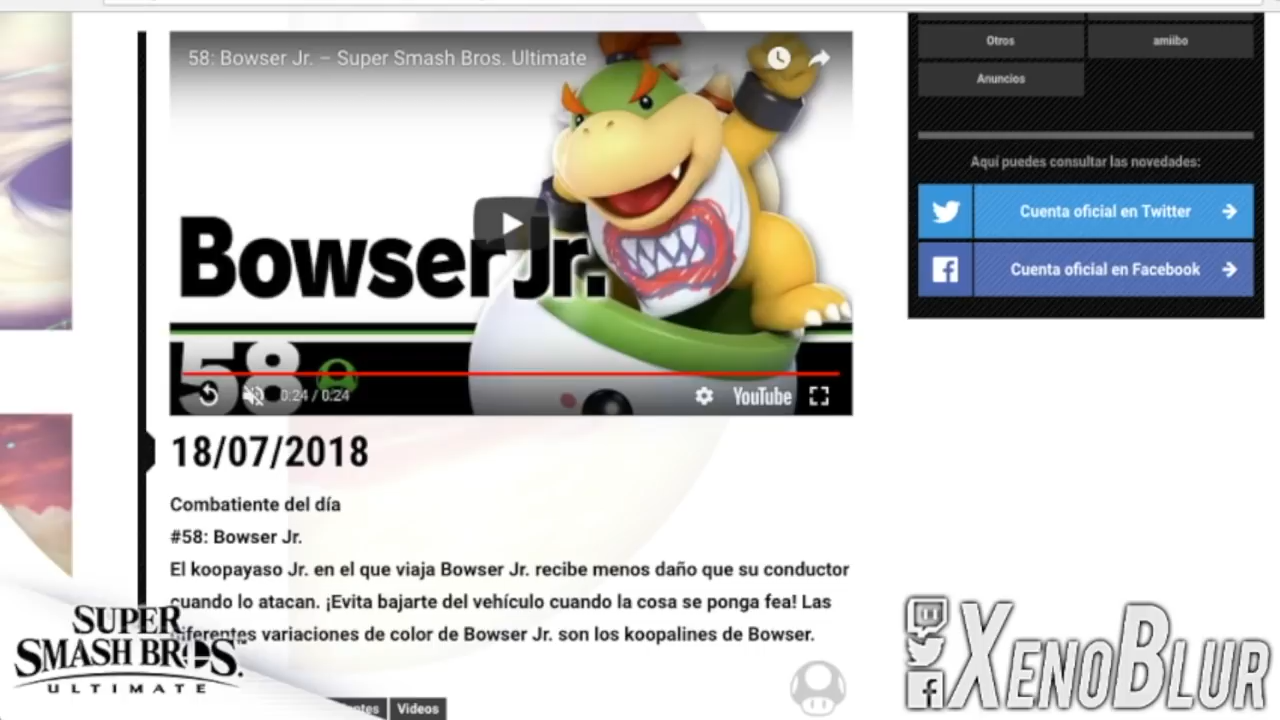 58: Bowser Jr. – Super Smash Bros. Ultimate
Bowser Jr.
58
0:24 / 0:24
YouTube
18/07/2018
Combatiente del día
#58: Bowser Jr.
El koopayaso Jr. en el que viaja Bowser Jr. recibe menos daño que su conductor
cuando lo atacan. ¡Evita bajarte del vehículo cuando la cosa se ponga fea! Las
diferentes variaciones de color de Bowser Jr. son los koopalines de Bowser.
Videos
Otros
amiibo
Anuncios
Aquí puedes consultar las novedades:
Cuenta oficial en Twitter
Cuenta oficial en Facebook
SUPER
SMASH BROS.™
ULTIMATE
XENOBLUR